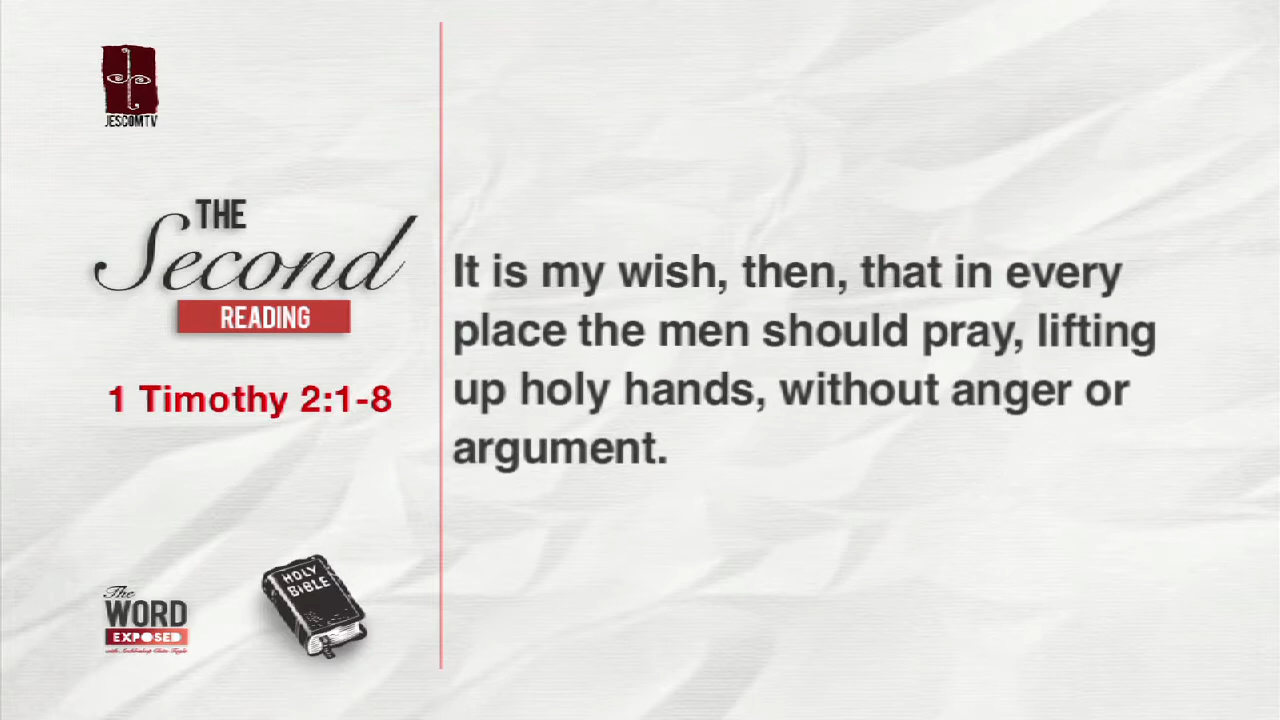 JESCOMTV
THE
Second
READING
1 Timothy 2:1-8
It is my wish, then, that in every
place the men should pray, lifting
up holy hands, without anger or
argument.
HOLY
BIBLE
The
WORD
EXPOSED